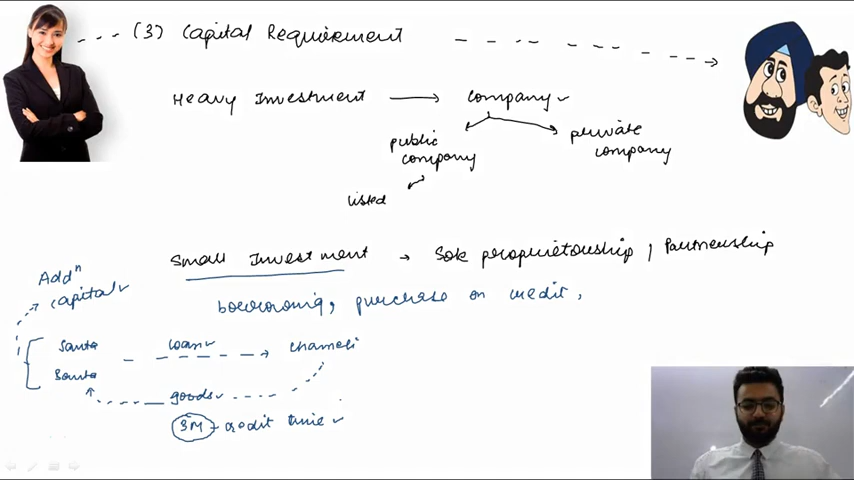 (3) Capital Requirement
Heavy Investment
company
public company
private company
listed
Small Investment → Sole proprietorship, Partnership
Addⁿ capital
borrowing, purchase on credit,
Santa
loan
chameli
Banta
goods
3M - credit time